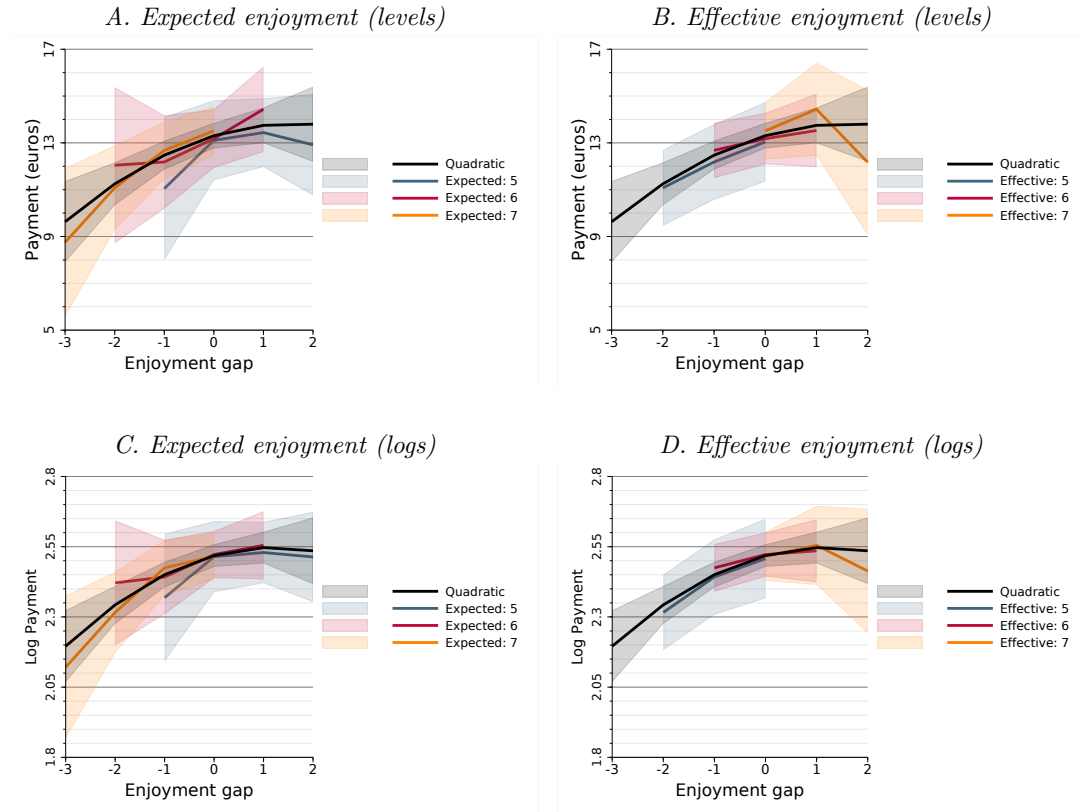 A. Expected enjoyment (levels)
17
13
9
5
Payment (euros)
-3 -2 -1 0 1 2
Enjoyment gap
Quadratic
Expected: 5
Expected: 6
Expected: 7
B. Effective enjoyment (levels)
17
13
9
5
Payment (euros)
-3 -2 -1 0 1 2
Enjoyment gap
Quadratic
Effective: 5
Effective: 6
Effective: 7
C. Expected enjoyment (logs)
2.8
2.55
2.13
2.05
1.8
Log Payment
-3 -2 -1 0 1 2
Enjoyment gap
Quadratic
Expected: 5
Expected: 6
Expected: 7
D. Effective enjoyment (logs)
2.8
2.55
2.13
2.05
1.8
Log Payment
-3 -2 -1 0 1 2
Enjoyment gap
Quadratic
Effective: 5
Effective: 6
Effective: 7